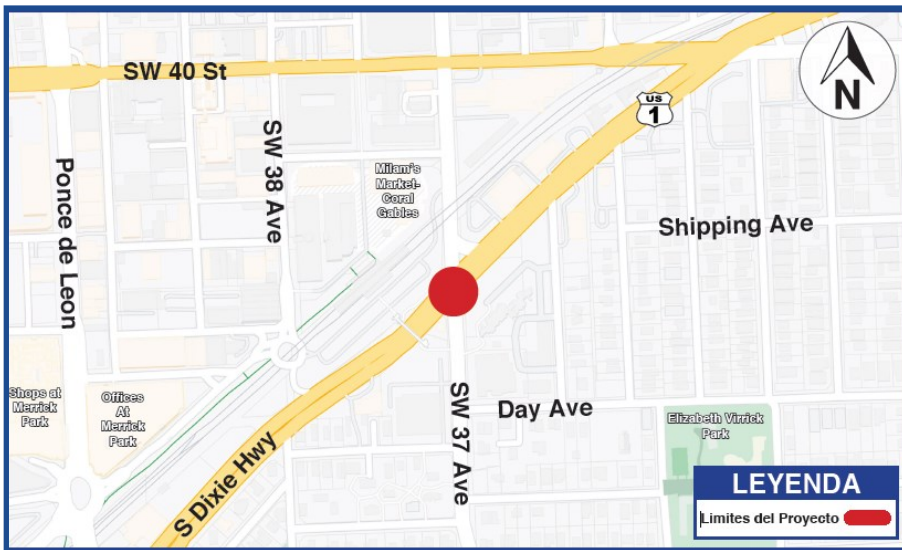 SW 40 St
US
1
N
SW 38 Ave
Ponce de Leon
Milam's
Market-
Coral
Gables
Shipping Ave
Shops at
Merrick
Park
Offices
At
Merrick
Park
SW 37 Ave
Day Ave
Elizabeth Virrick
Park
S Dixie Hwy
LEYENDA
Limites del Proyecto